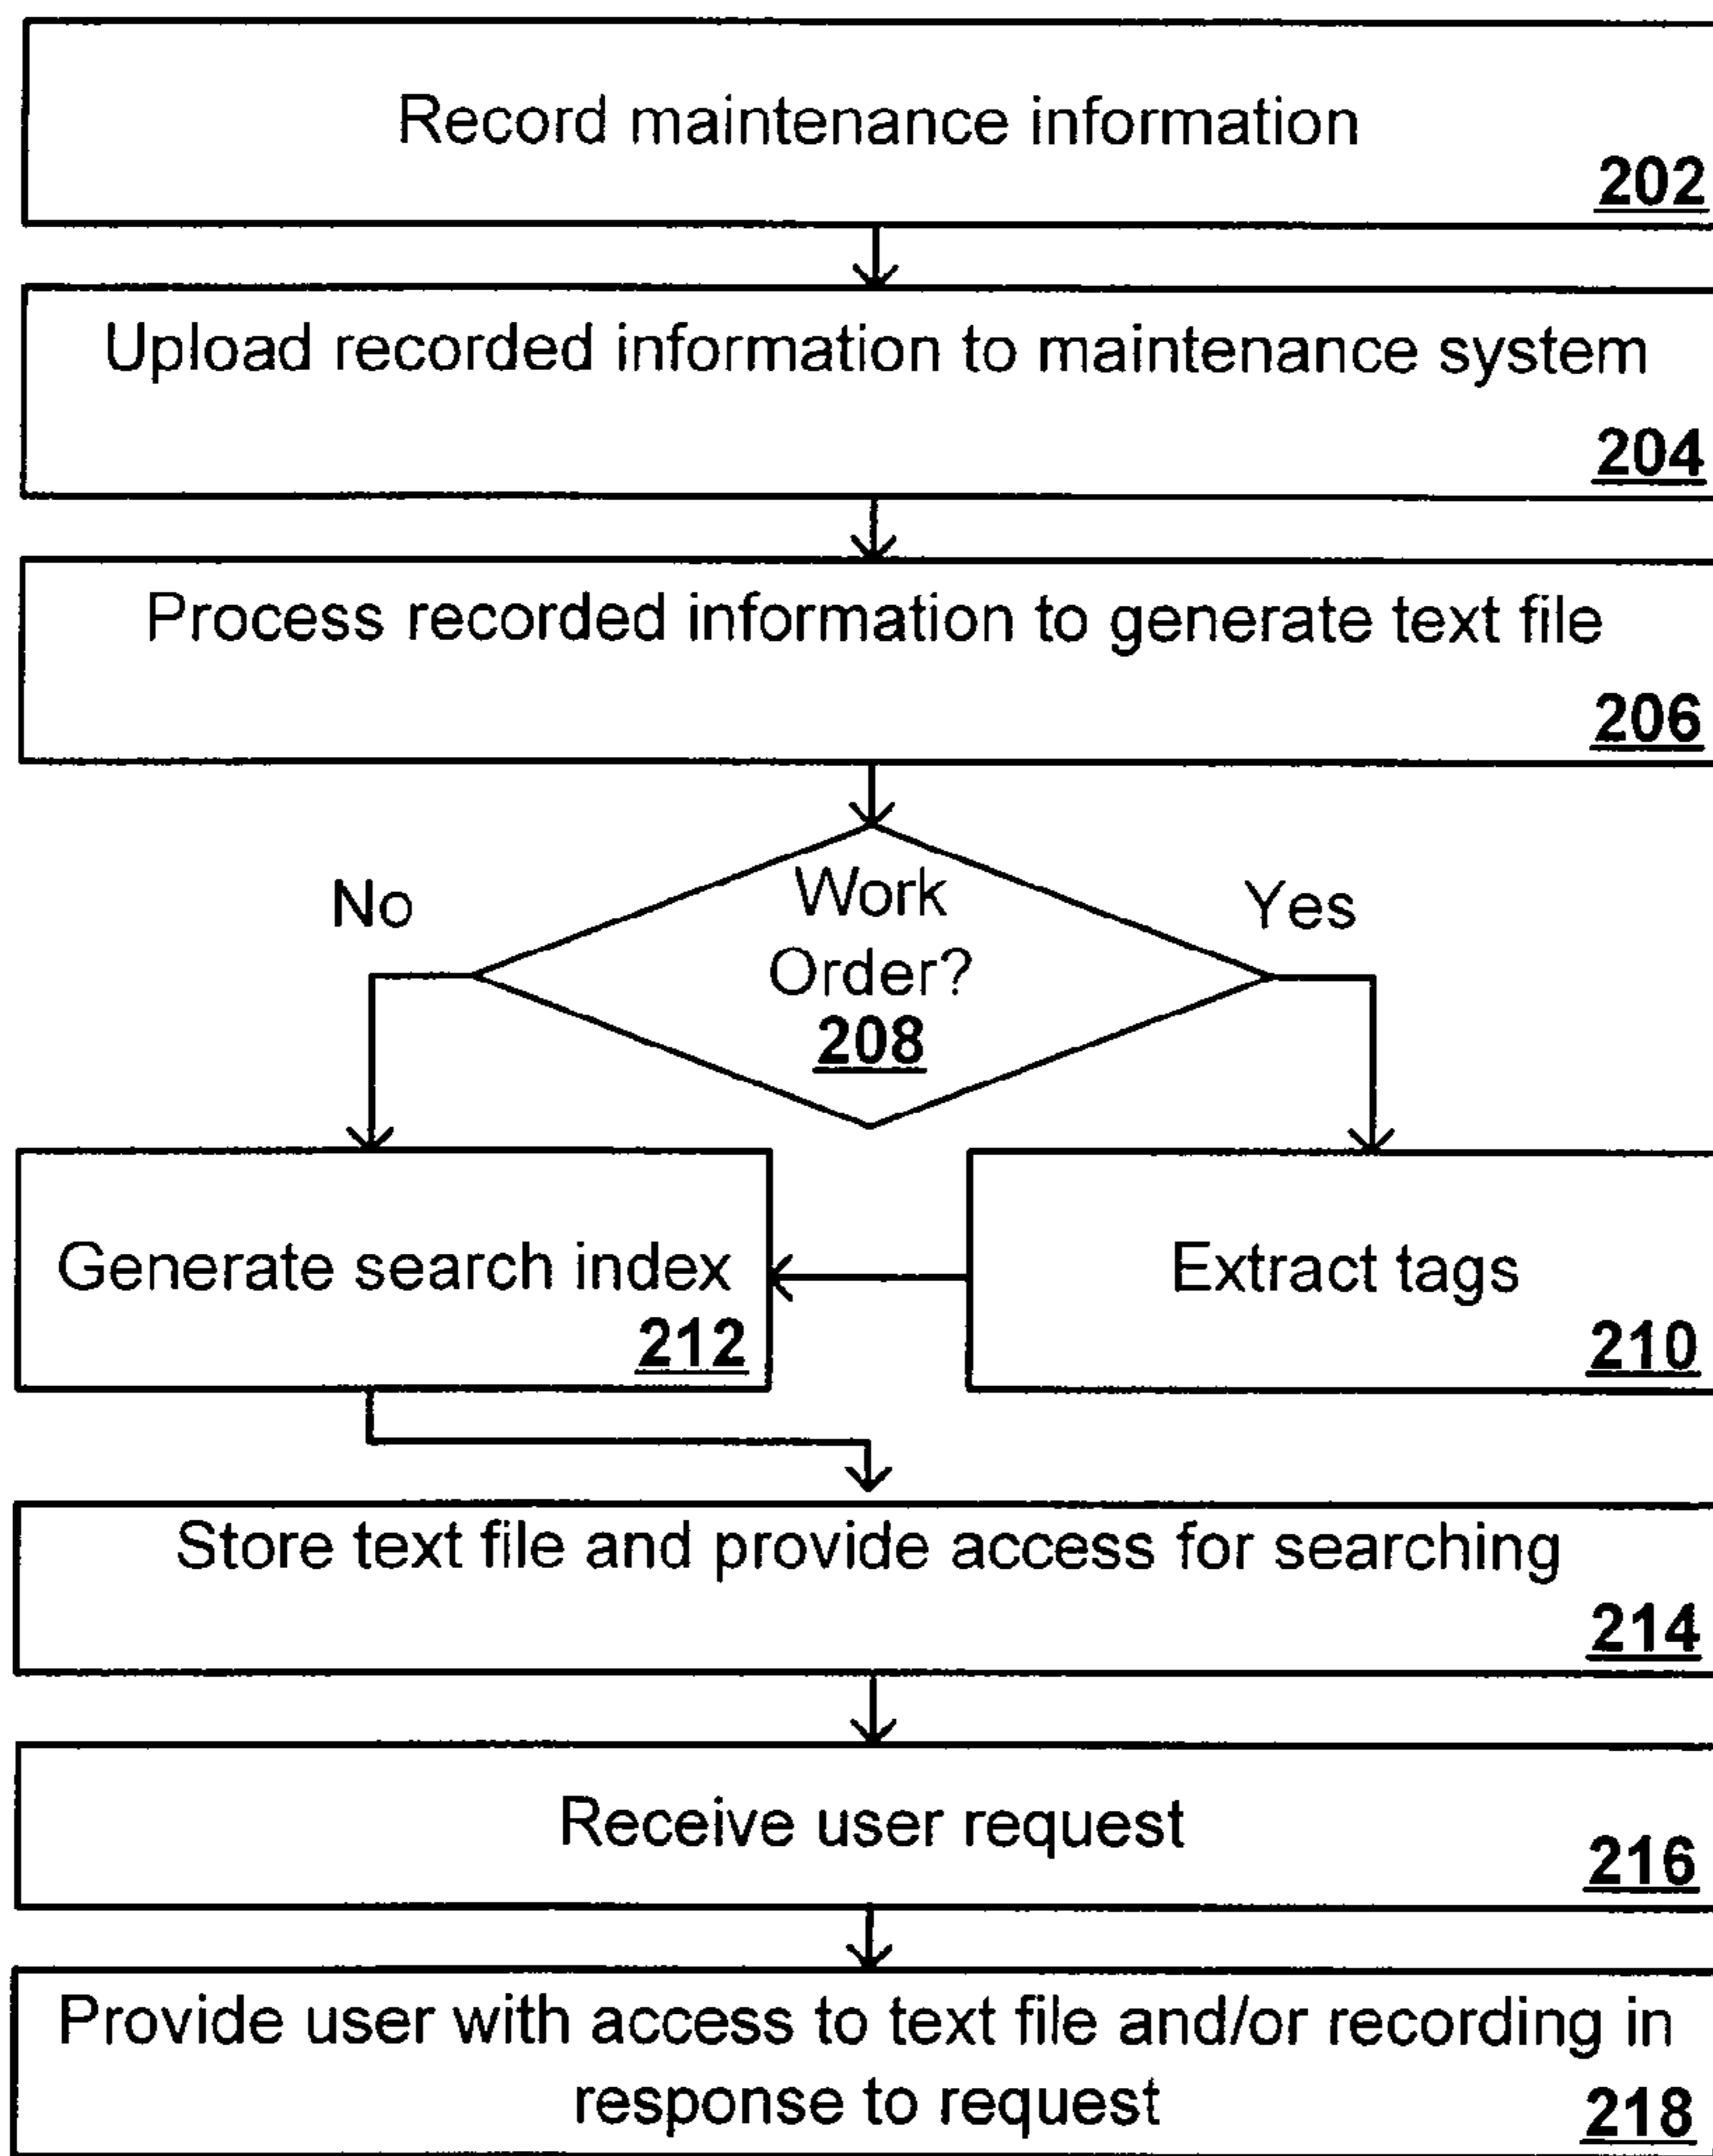 Record maintenance information
202
Upload recorded information to maintenance system
204
Process recorded information to generate text file
206
No
Work
Order?
208
Yes
Generate search index
212
Extract tags
210
Store text file and provide access for searching
214
Receive user request
216
Provide user with access to text file and/or recording in
response to request
218